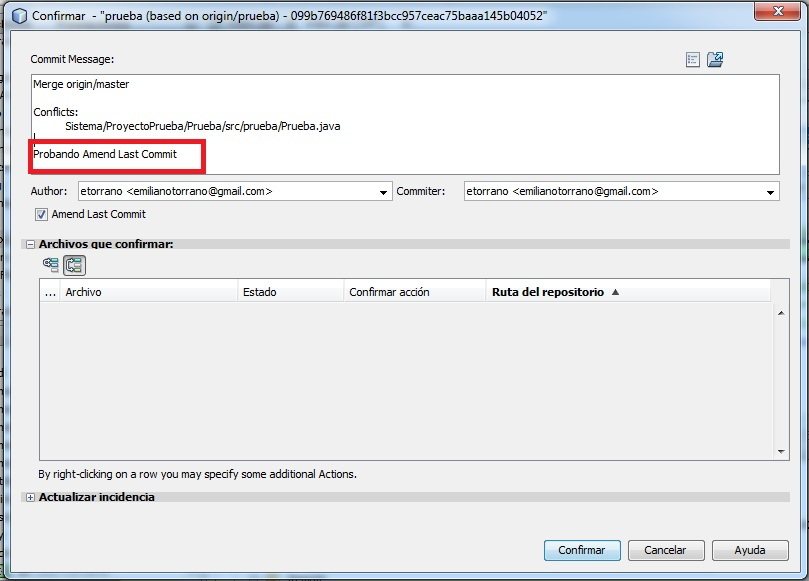 Confirmar - "prueba (based on origin/prueba) - 099b769486f81f3bcc957ceac75baaa145b04052"
Commit Message:
Merge origin/master
Conflicts:
Sistema/ProyectoPrueba/Prueba/src/prueba/Prueba.java
Probando Amend Last Commit
Author: etorrano <emilianotorrano@gmail.com> Commiter: etorrano <emilianotorrano@gmail.com>
Amend Last Commit
Archivos que confirmar:
... Archivo Estado Confirmar acción Ruta del repositorio
By right-clicking on a row you may specify some additional Actions.
Actualizar incidencia
Confirmar Cancelar Ayuda